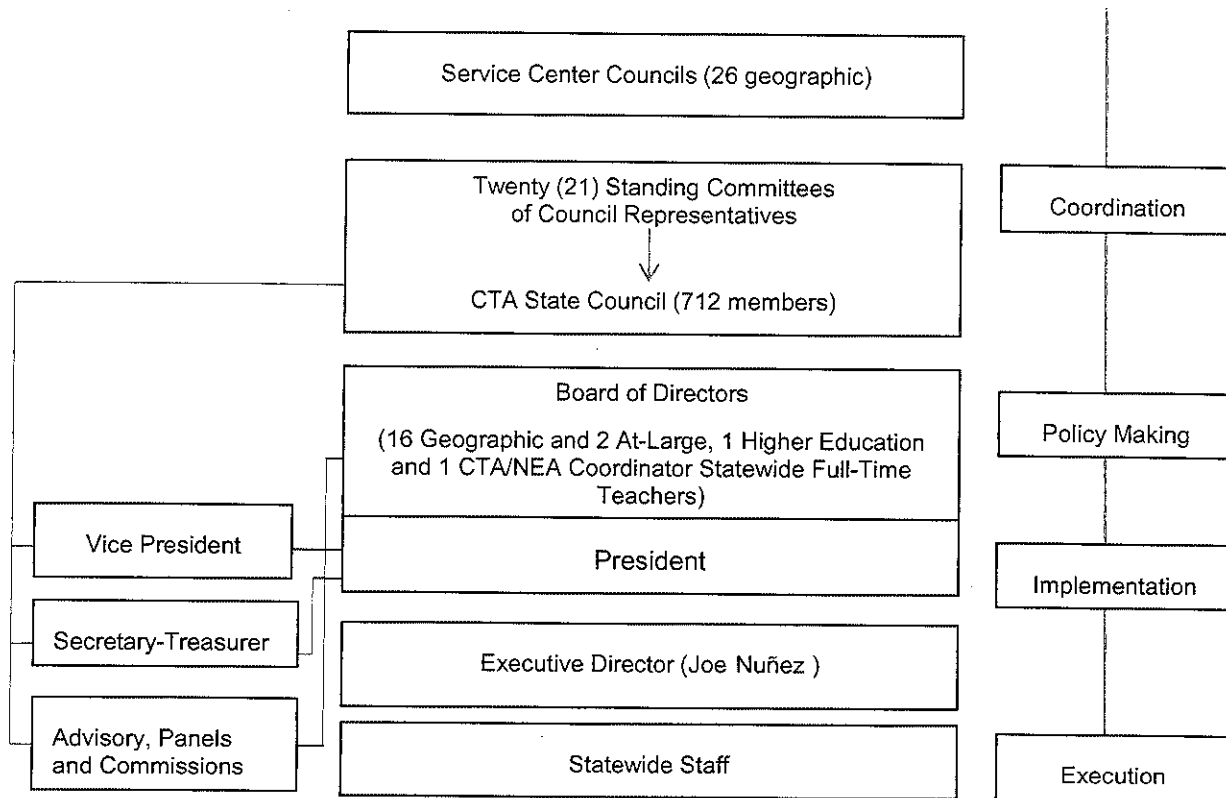 Service Center Councils (26 geographic)
Twenty (21) Standing Committees
of Council Representatives
CTA State Council (712 members)
Coordination
Board of Directors
(16 Geographic and 2 At-Large, 1 Higher Education
and 1 CTA/NEA Coordinator Statewide Full-Time
Teachers)
Policy Making
Vice President
President
Implementation
Secretary-Treasurer
Executive Director (Joe Nuñez )
Advisory, Panels
and Commissions
Statewide Staff
Execution